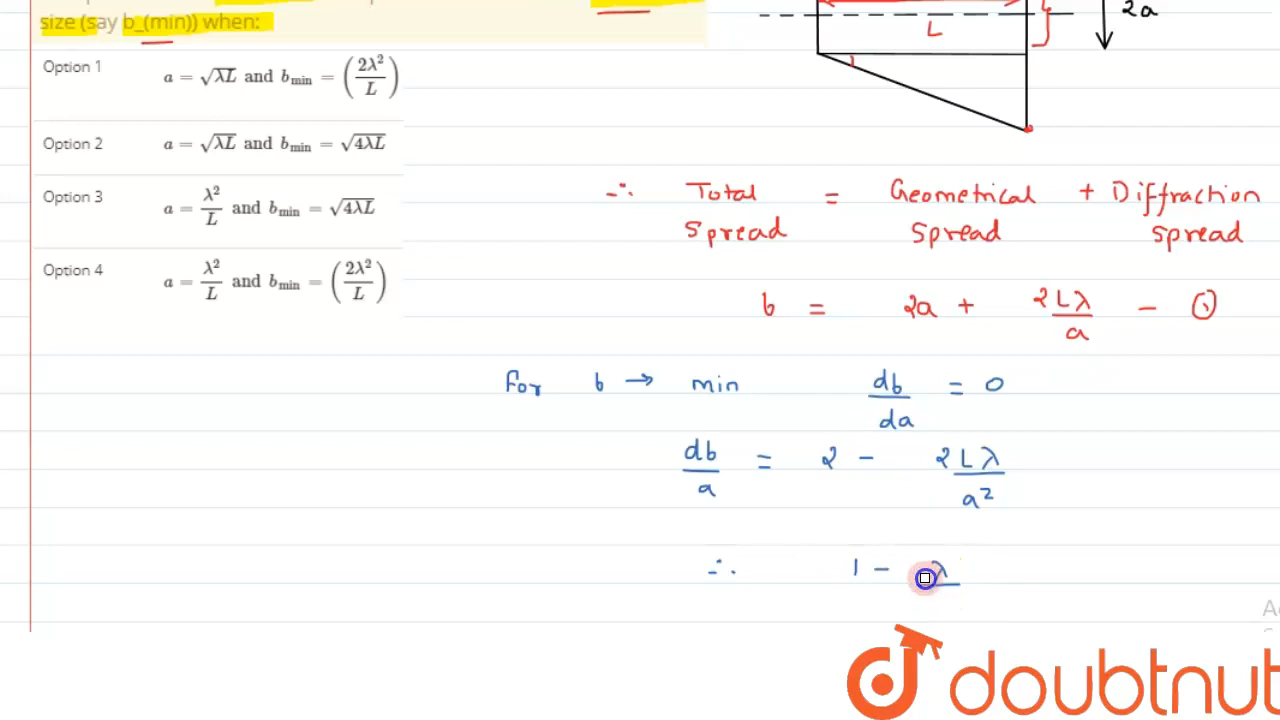 size (say b_(min)) when:
2a
L
Option 1 a = √λL and b_min = (2λ²/L)
Option 2 a = √λL and b_min = √4λL
Option 3 a = λ²/L and b_min = √4λL
Option 4 a = λ²/L and b_min = (2λ²/L)
∴ Total Spread = Geometrical Spread + Diffraction Spread
b = 2a + 2Lλ/a - ①
For b → min db/da = 0
db/a = 2 - 2Lλ/a²
∴ 1 - λ
doubtnut